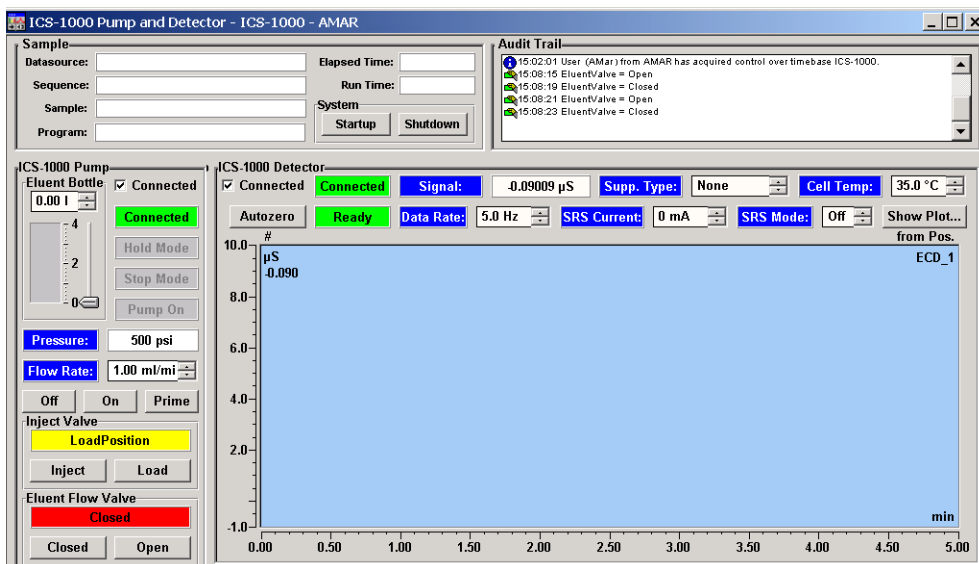 ICS-1000 Pump and Detector - ICS-1000 - AMAR
Sample
Datasource:
Elapsed Time:
Sequence:
Run Time:
Sample:
System
Program:
Startup
Shutdown
Audit Trail
15:02:01 User (AMar) from AMAR has acquired control over timebase ICS-1000.
15:08:15 EluentValve = Open
15:08:19 EluentValve = Closed
15:08:21 EluentValve = Open
15:08:23 EluentValve = Closed
ICS-1000 Pump
Eluent Bottle
0.00 l
Connected
Connected
4
Hold Mode
2
Stop Mode
0
Pump On
Pressure:
500 psi
Flow Rate:
1.00 ml/mi
Off
On
Prime
Inject Valve
LoadPosition
Inject
Load
Eluent Flow Valve
Closed
Closed
Open
ICS-1000 Detector
Connected
Connected
Signal:
-0.09009 µS
Supp. Type:
None
Cell Temp:
35.0 °C
Autozero
Ready
Data Rate:
5.0 Hz
SRS Current:
0 mA
SRS Mode:
Off
Show Plot...
#
from Pos.
10.0
µS
ECD_1
-0.090
8.0
6.0
4.0
2.0
-1.0
min
0.00 0.50 1.00 1.50 2.00 2.50 3.00 3.50 4.00 4.50 5.00